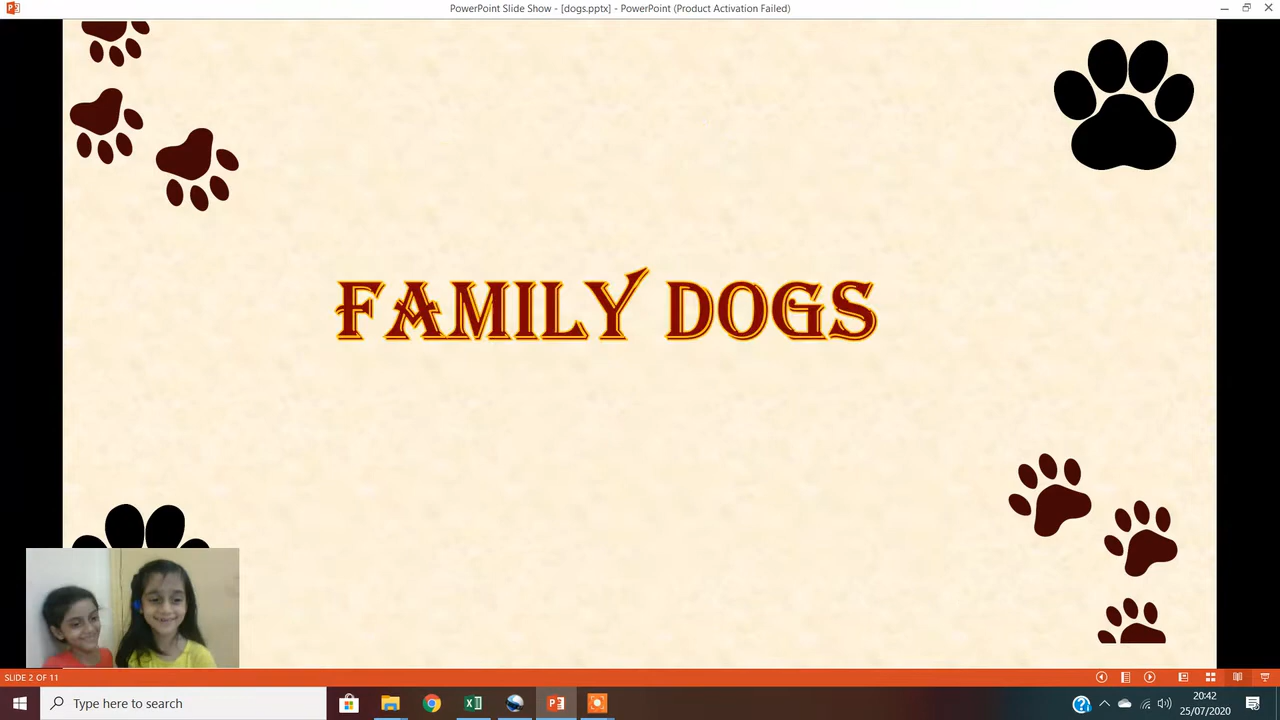 PowerPoint Slide Show - [dogs.pptx] - PowerPoint (Product Activation Failed)
FAMILY DOGS
SLIDE 2 OF 11
Type here to search
20:42
25/07/2020